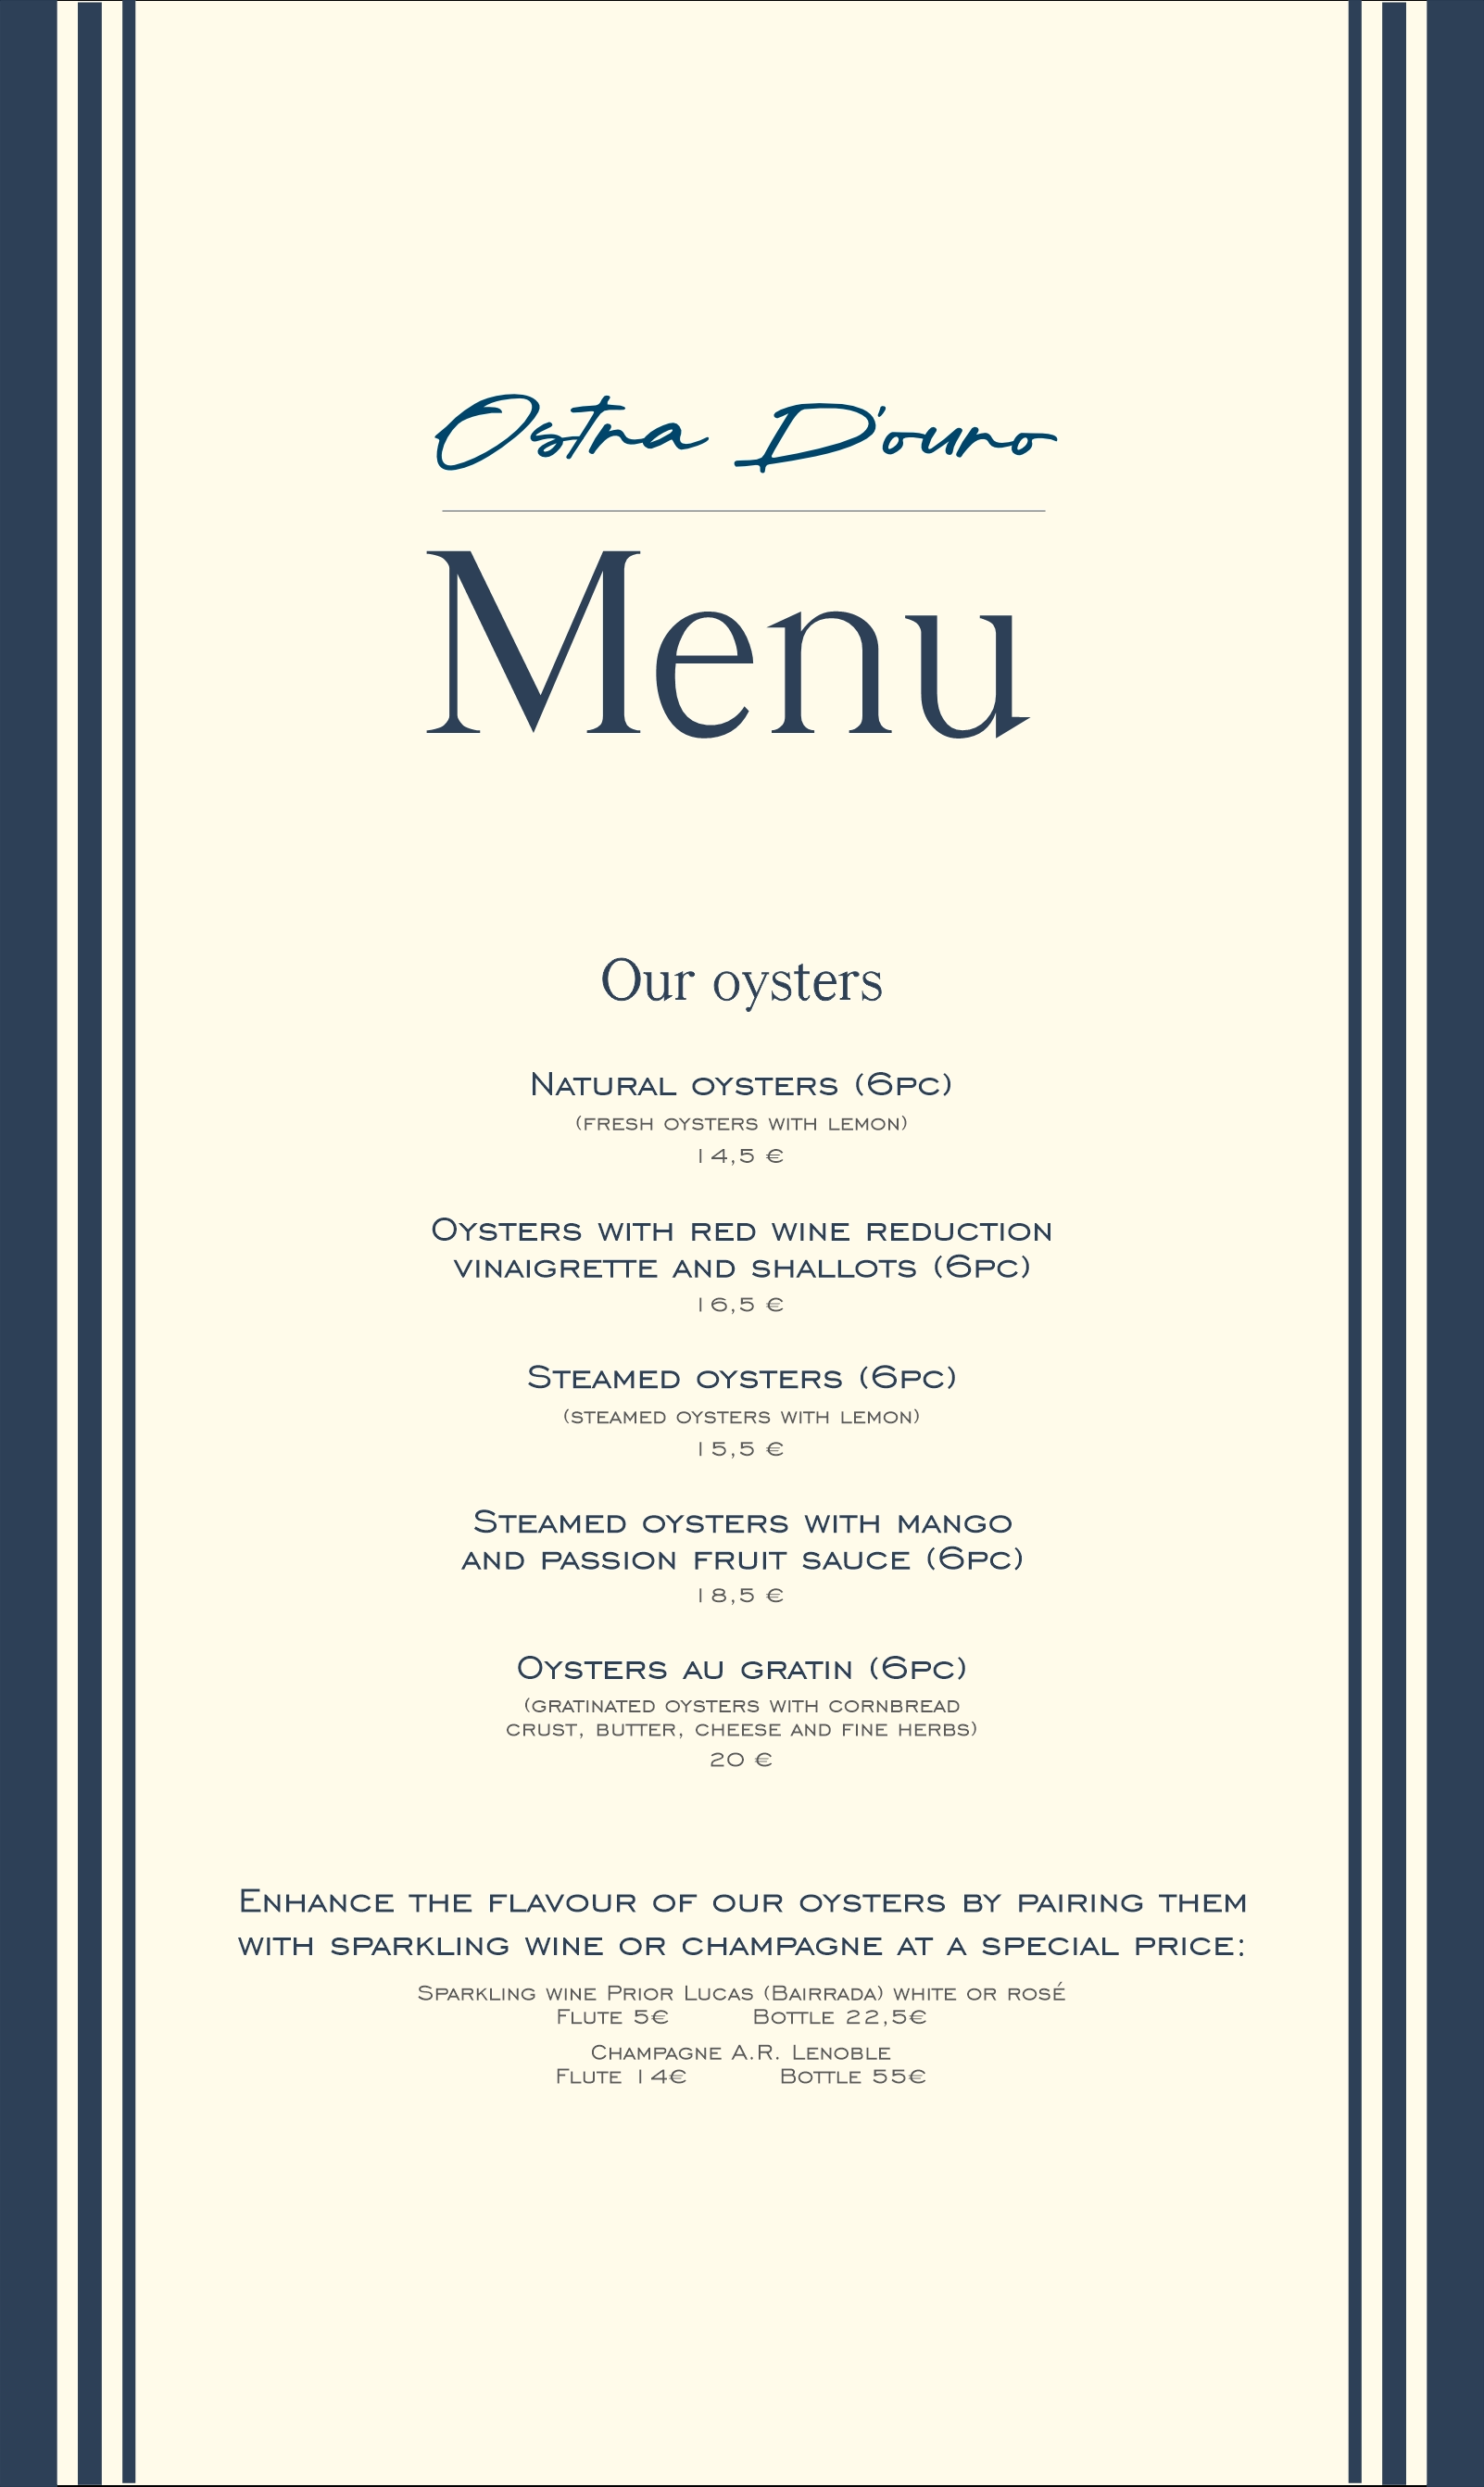 Ostra D'ouro
Menu
Our oysters
Natural oysters (6pc)
(fresh oysters with lemon)
14,5 €
Oysters with red wine reduction
vinaigrette and shallots (6pc)
16,5 €
Steamed oysters (6pc)
(steamed oysters with lemon)
15,5 €
Steamed oysters with mango
and passion fruit sauce (6pc)
18,5 €
Oysters au gratin (6pc)
(gratinated oysters with cornbread
crust, butter, cheese and fine herbs)
20 €
Enhance the flavour of our oysters by pairing them
with sparkling wine or champagne at a special price:
Sparkling wine Prior Lucas (Bairrada) white or rosé
Flute 5€ Bottle 22,5€
Champagne A.R. Lenoble
Flute 14€ Bottle 55€